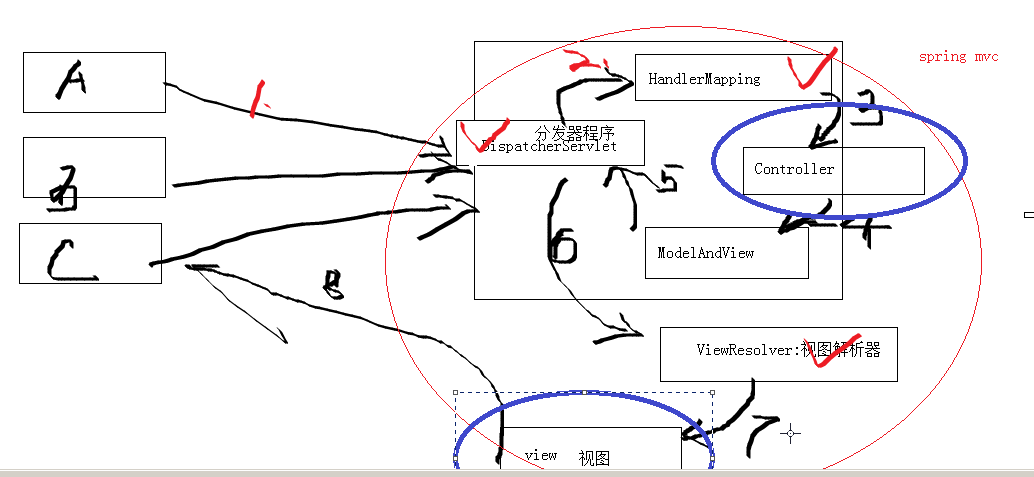 spring mvc
A
1.
2.
HandlerMapping
3
分发器程序
DispatcherServlet
Controller
5
4
C
6
ModelAndView
8
ViewResolver:视图解析器
7
view 视图